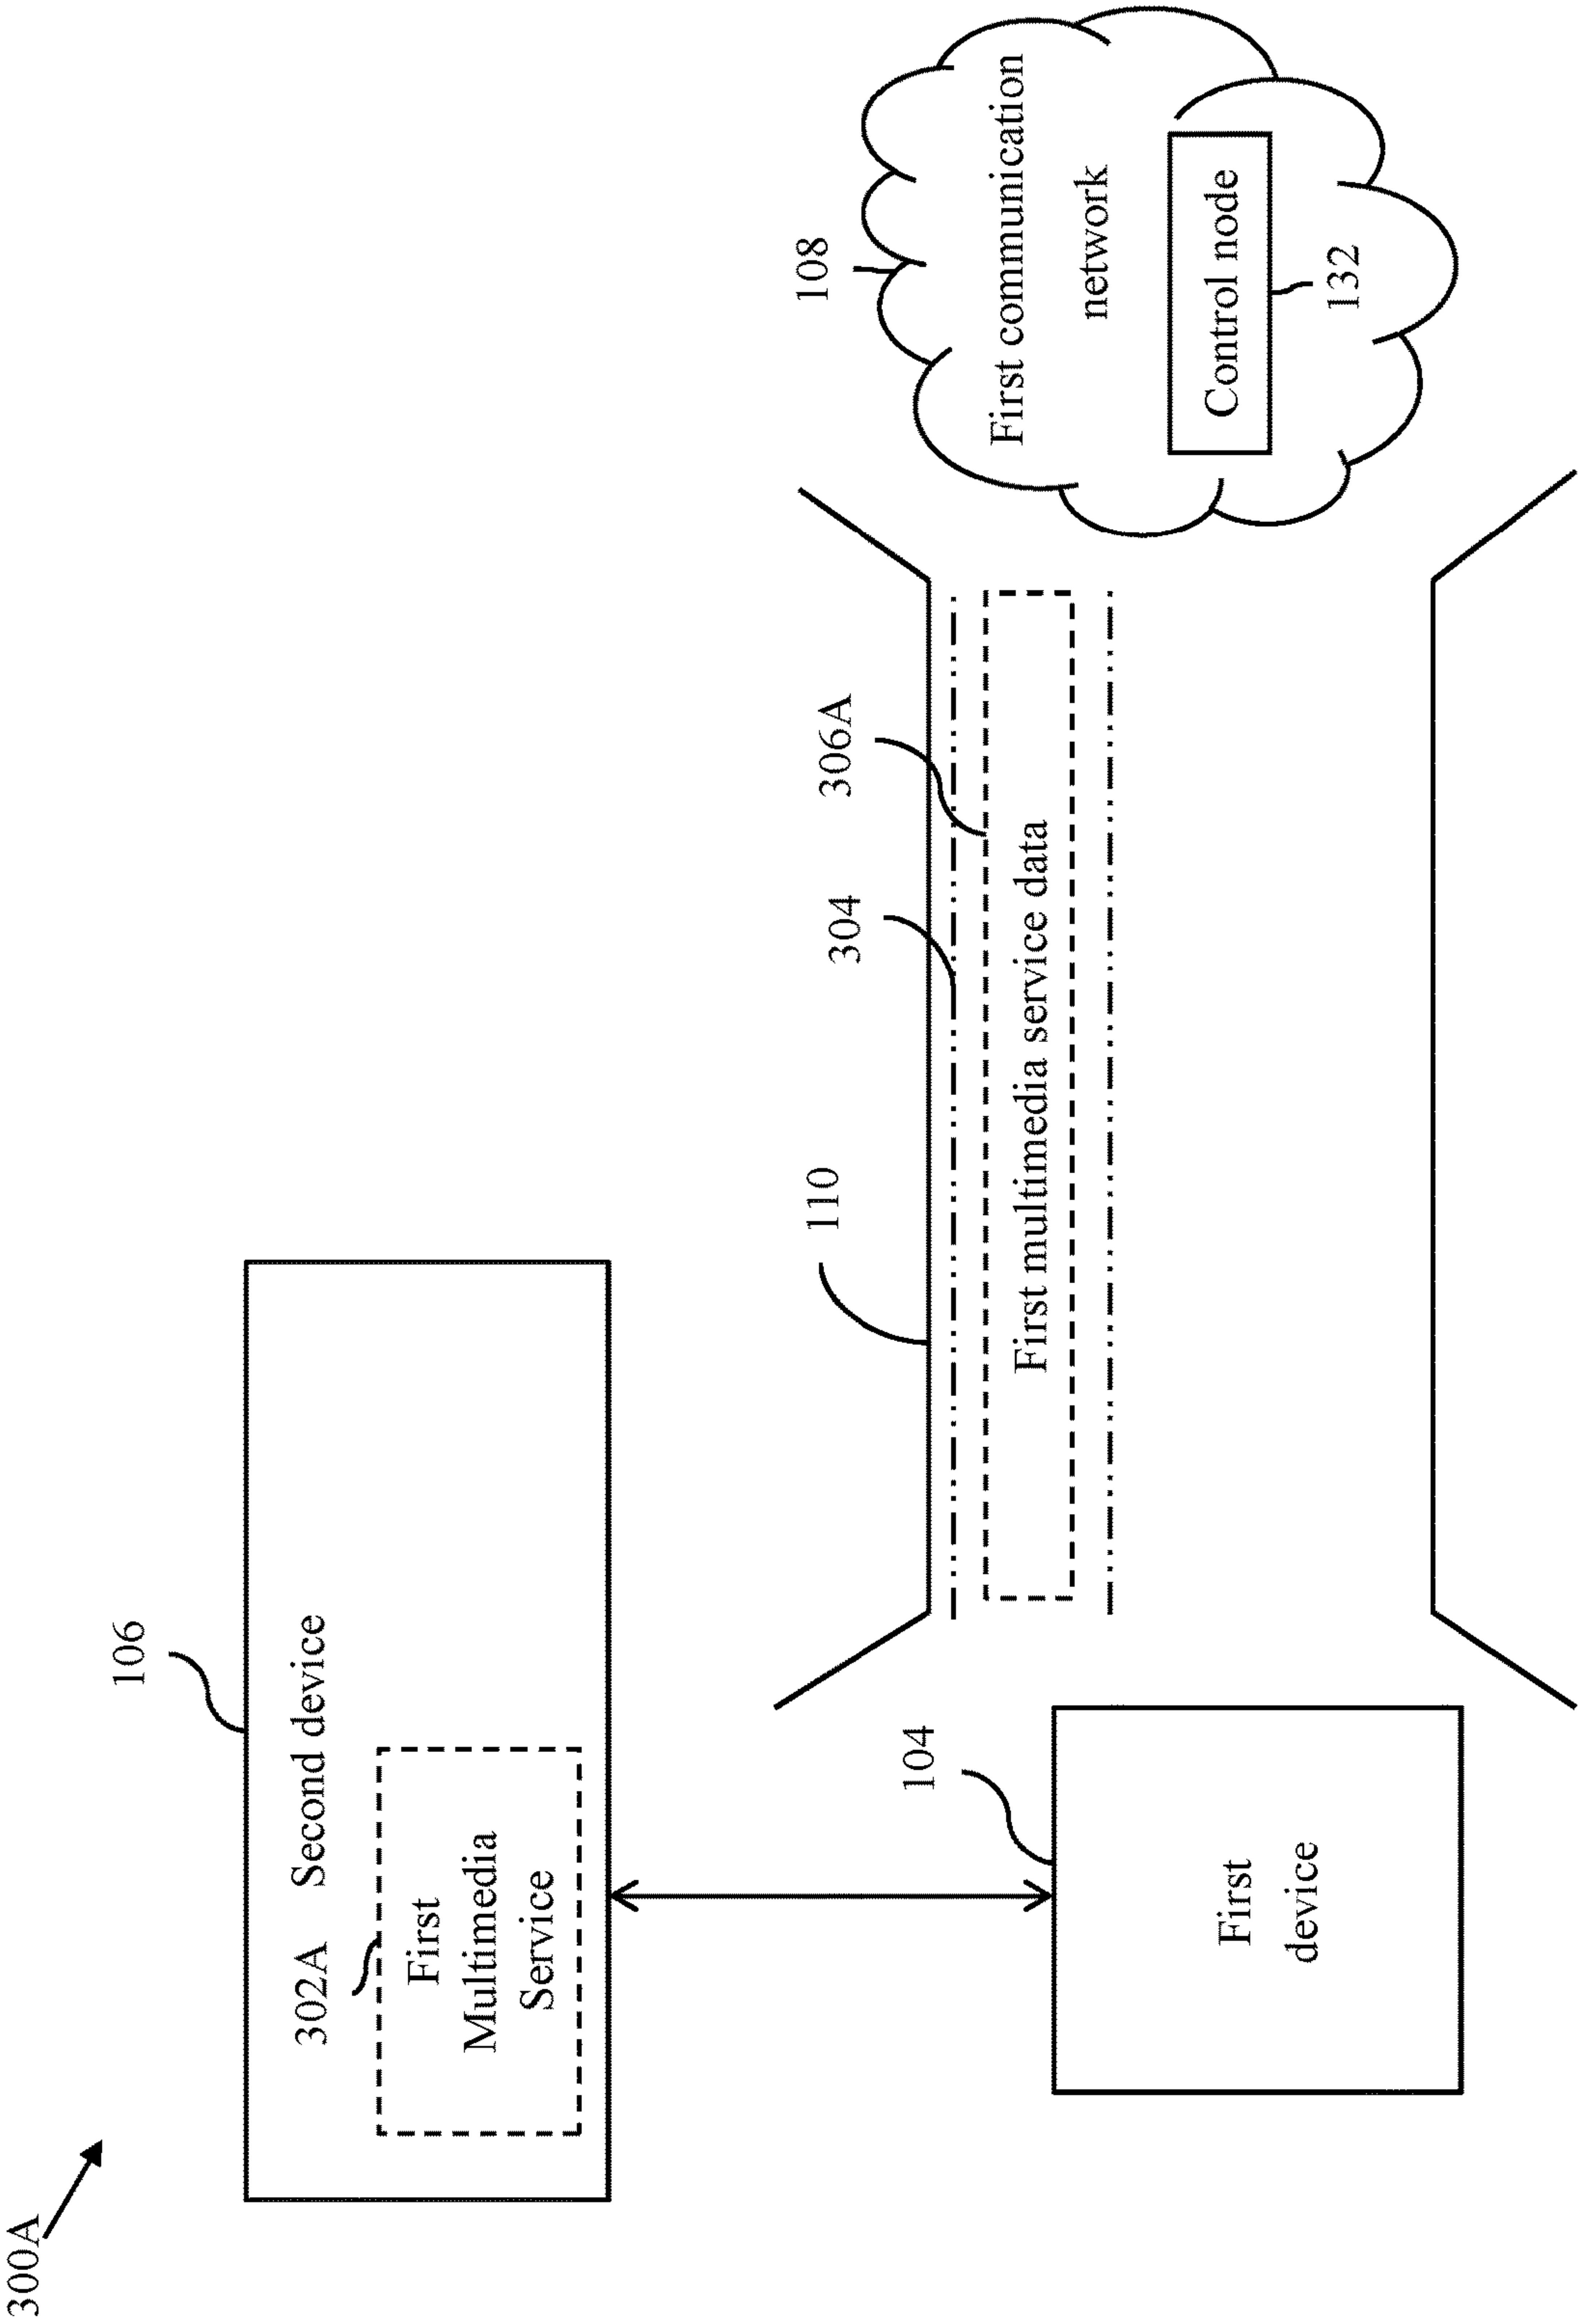 300A
106
302A Second device
First
Multimedia
Service
110
304
306A
108
First multimedia service data
First communication
network
Control node
132
104
First
device